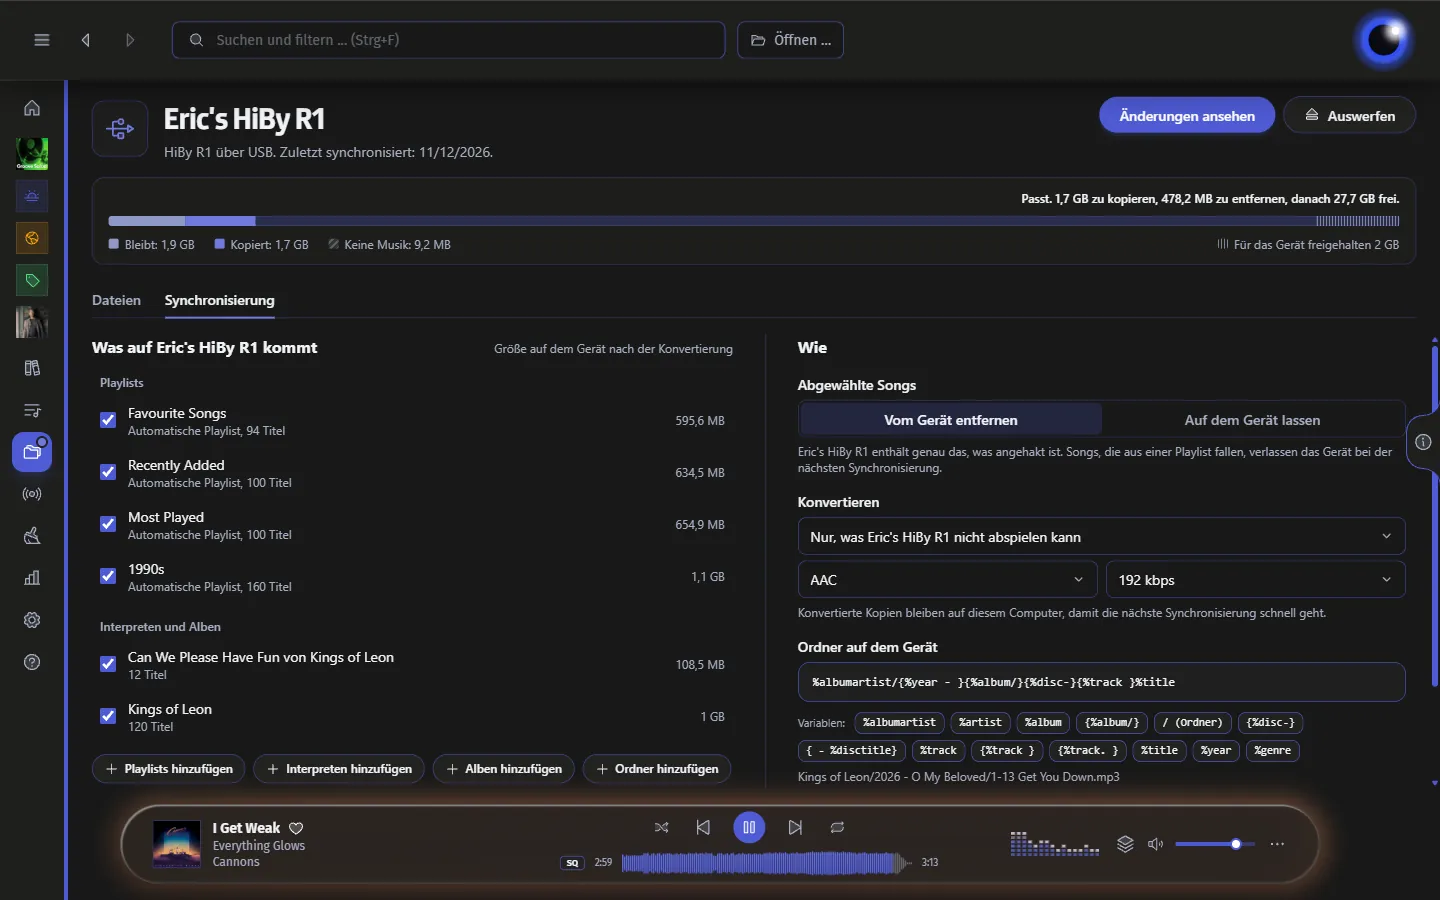 Suchen und filtern ... (Strg+F)
Öffnen ...
Eric's HiBy R1
HiBy R1 über USB. Zuletzt synchronisiert: 11/12/2026.
Änderungen ansehen
Auswerfen
Passt. 1,7 GB zu kopieren, 478,2 MB zu entfernen, danach 27,7 GB frei.
Bleibt: 1,9 GB
Kopiert: 1,7 GB
Keine Musik: 9,2 MB
Für das Gerät freigehalten 2 GB
Dateien
Synchronisierung
Was auf Eric's HiBy R1 kommt
Größe auf dem Gerät nach der Konvertierung
Playlists
Favourite Songs
Automatische Playlist, 94 Titel
595,6 MB
Recently Added
Automatische Playlist, 100 Titel
634,5 MB
Most Played
Automatische Playlist, 100 Titel
654,9 MB
1990s
Automatische Playlist, 160 Titel
1,1 GB
Interpreten und Alben
Can We Please Have Fun von Kings of Leon
12 Titel
108,5 MB
Kings of Leon
120 Titel
1 GB
Playlists hinzufügen
Interpreten hinzufügen
Alben hinzufügen
Ordner hinzufügen
Wie
Abgewählte Songs
Vom Gerät entfernen
Auf dem Gerät lassen
Eric's HiBy R1 enthält genau das, was angehakt ist. Songs, die aus einer Playlist fallen, verlassen das Gerät bei der
nächsten Synchronisierung.
Konvertieren
Nur, was Eric's HiBy R1 nicht abspielen kann
AAC
192 kbps
Konvertierte Kopien bleiben auf diesem Computer, damit die nächste Synchronisierung schnell geht.
Ordner auf dem Gerät
%albumartist/{%year - }{%album/}{%disc-}{%track }%title
Variablen: %albumartist %artist %album {%album/} / (Ordner) {%disc-}
{ - %disctitle} %track {%track } {%track. } %title %year %genre
Kings of Leon/2026 - O My Beloved/1-13 Get You Down.mp3
I Get Weak
Everything Glows
Cannons
SQ
2:59
3:13